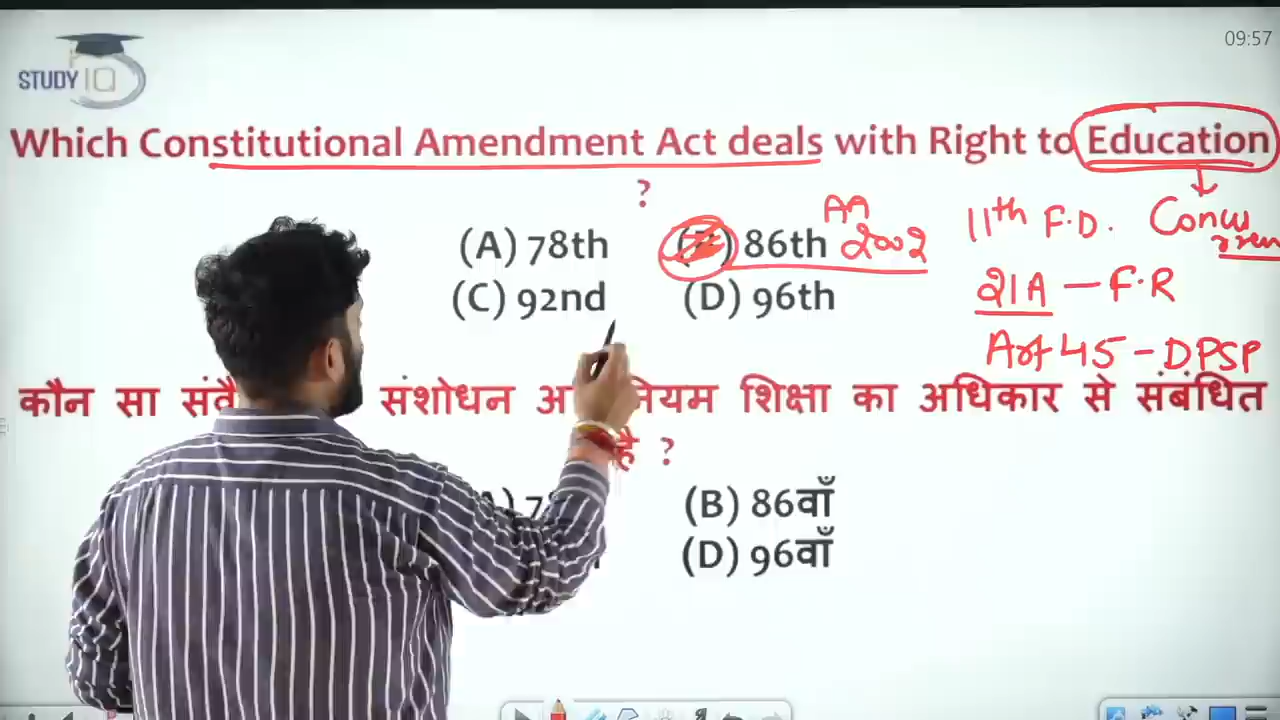 STUDY IQ
09:57
Which Constitutional Amendment Act deals with Right to Education
?
(A) 78th
86th
AA
2002
(C) 92nd
(D) 96th
11th F.D.
21A - F.R
Art 45 - DPSP
कौन सा
संशोधन
शिक्षा का अधिकार से संबंधित
है ?
(B) 86वाँ
(D) 96वाँ